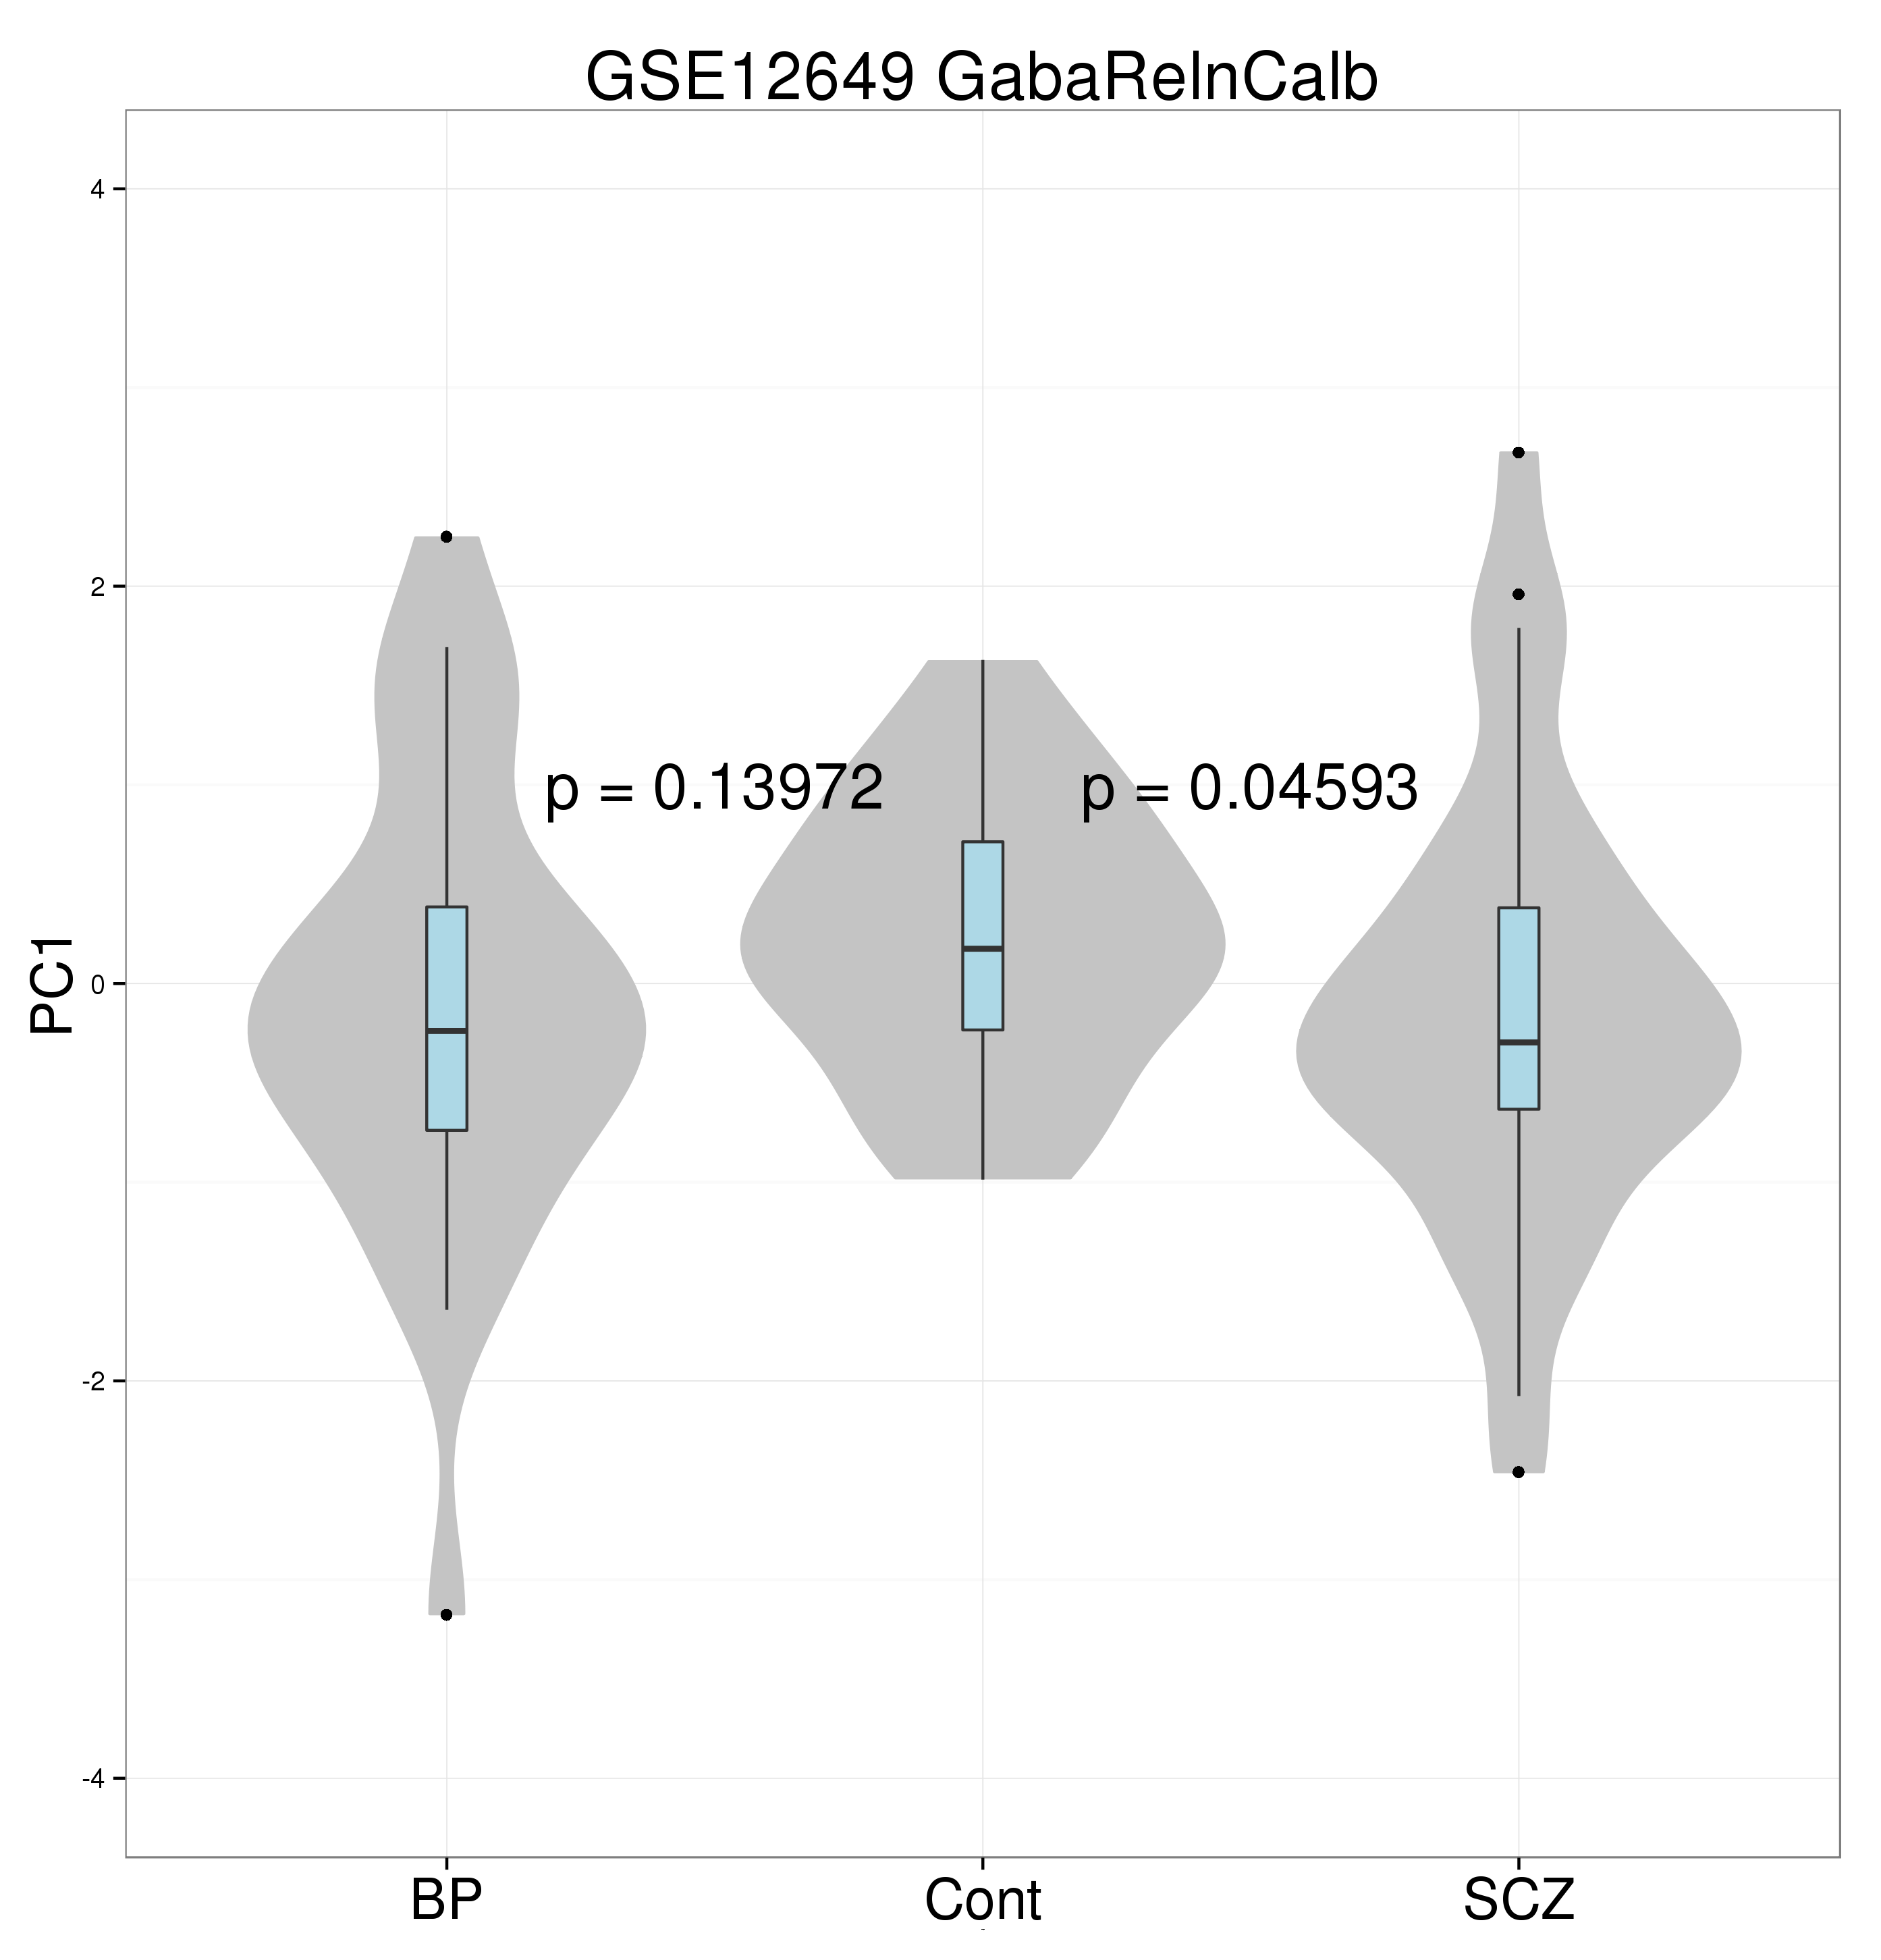 GSE12649 GabaRelnCalb
4
2
0
-2
-4
PC1
p = 0.13972
p = 0.04593
BP
Cont
SCZ